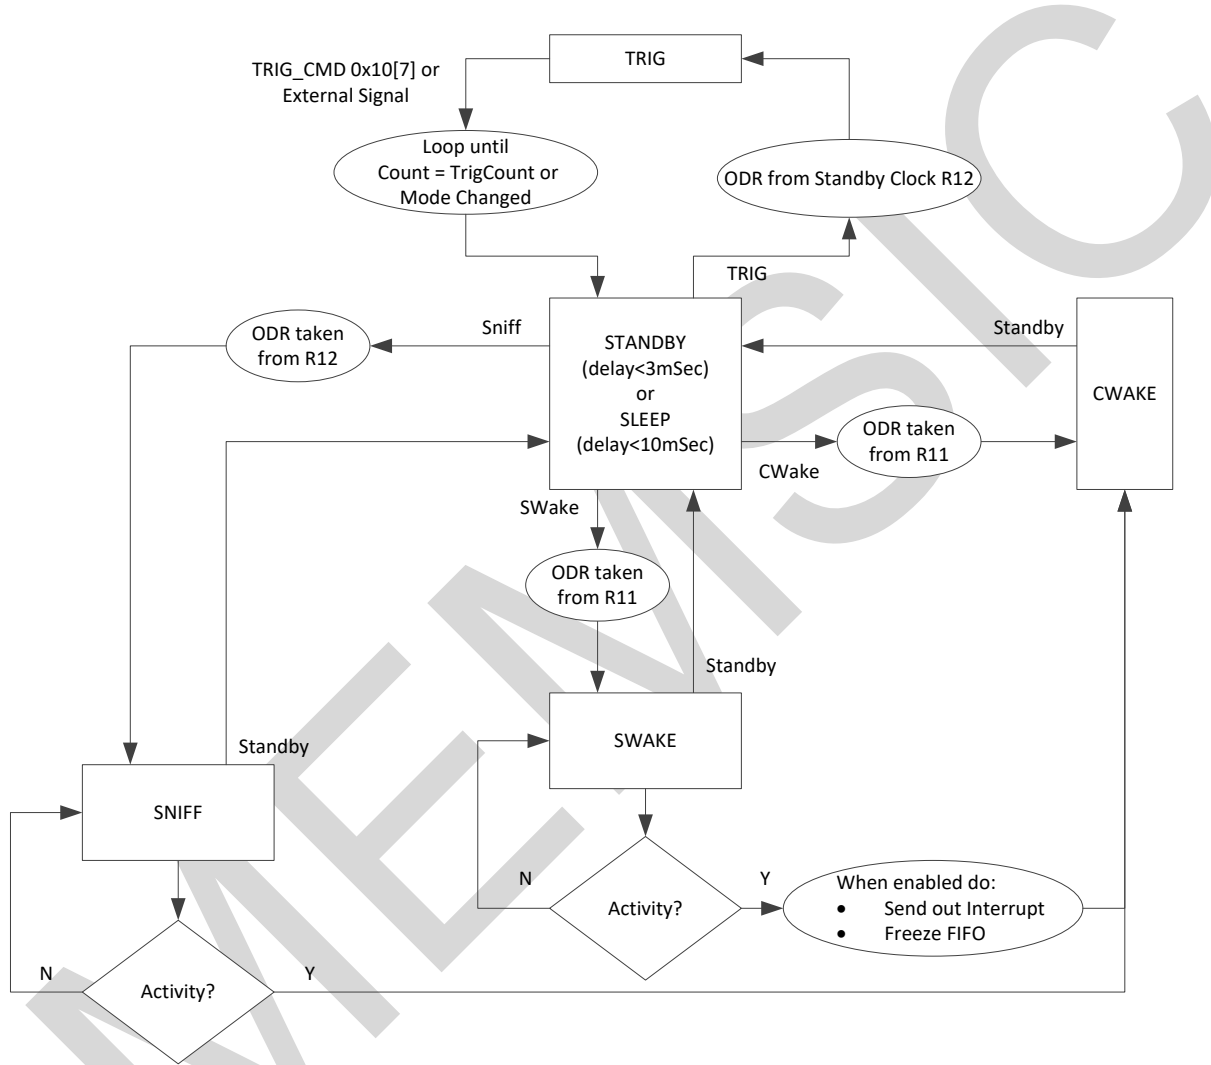 TRIG
TRIG_CMD 0x10[7] or
External Signal
Loop until
Count = TrigCount or
Mode Changed
ODR from Standby Clock R12
TRIG
Sniff
ODR taken
from R12
STANDBY
(delay<3mSec)
or
SLEEP
(delay<10mSec)
Standby
CWAKE
ODR taken
from R11
CWake
SWake
ODR taken
from R11
Standby
SWAKE
Standby
SNIFF
N
Activity?
Y
When enabled do:
• Send out Interrupt
• Freeze FIFO
N
Activity?
Y
MEMSIC